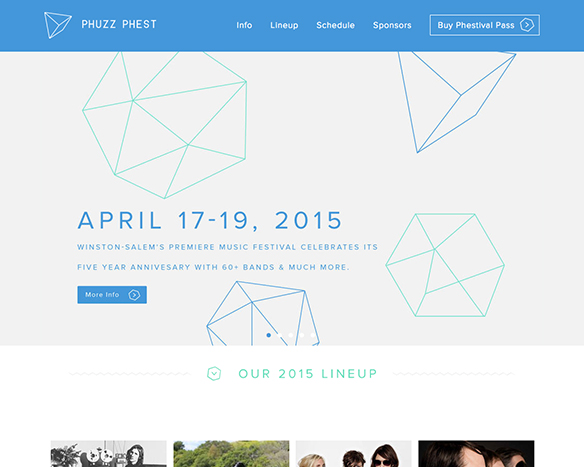 PHUZZ PHEST
Info Lineup Schedule Sponsors Buy Phestival Pass
APRIL 17-19, 2015
WINSTON-SALEM'S PREMIERE MUSIC FESTIVAL CELEBRATES ITS
FIVE YEAR ANNIVESARY WITH 60+ BANDS & MUCH MORE.
More Info
OUR 2015 LINEUP